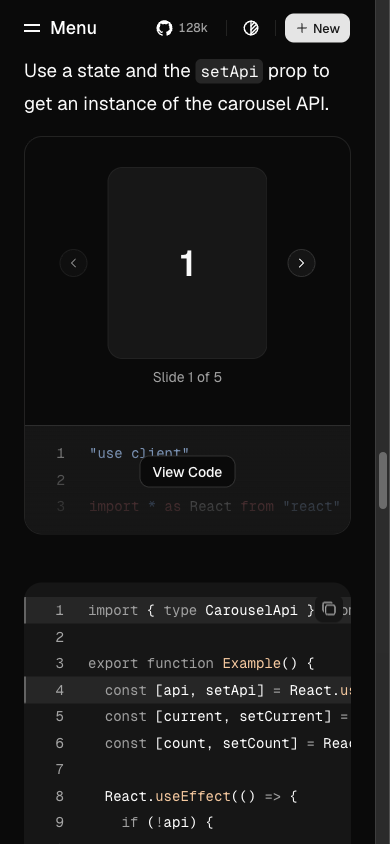 Menu 128k + New
Use a state and the setApi prop to
get an instance of the carousel API.
1
Slide 1 of 5
1 "use client"
2
View Code
3 import * as React from "react"
1 import { type CarouselApi }
2
3 export function Example() {
4 const [api, setApi] = React.us
5 const [current, setCurrent] =
6 const [count, setCount] = Reac
7
8 React.useEffect(() => {
9 if (!api) {